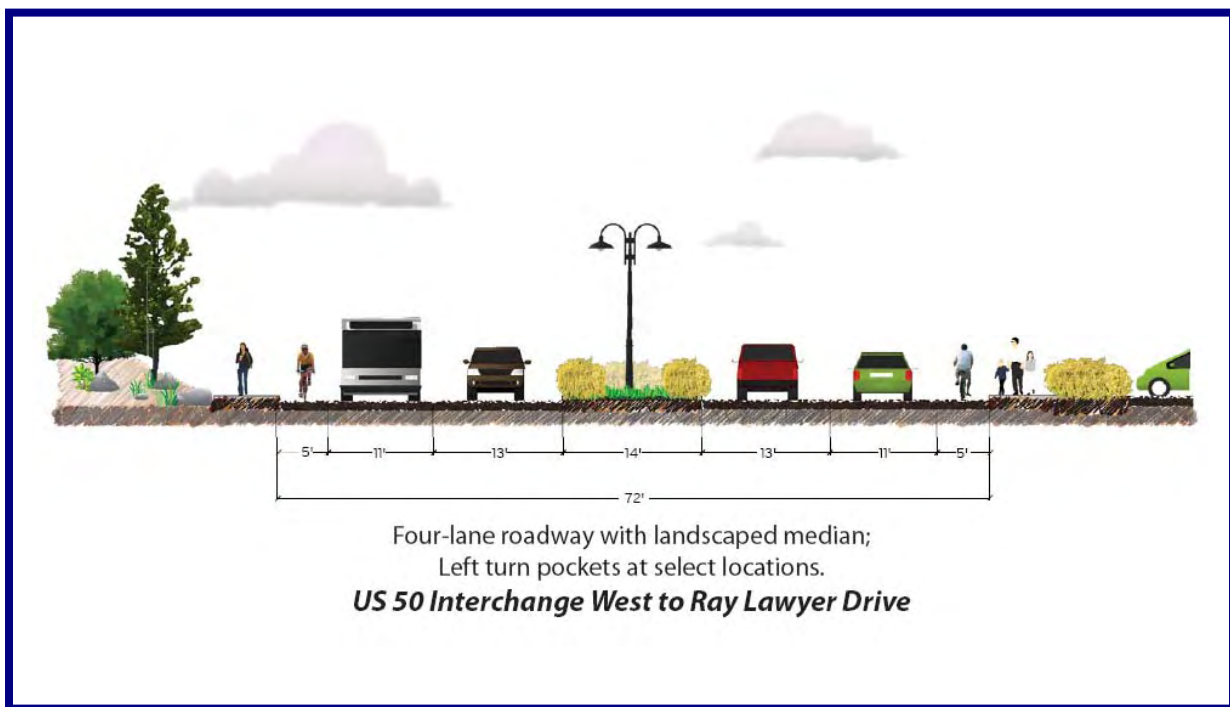 5' 11' 13' 14' 13' 11' 5'
72'
Four-lane roadway with landscaped median;
Left turn pockets at select locations.
US 50 Interchange West to Ray Lawyer Drive